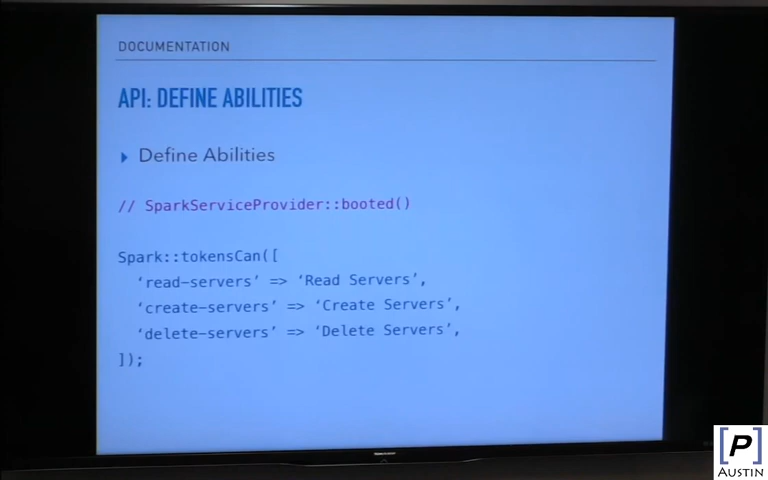 DOCUMENTATION
API: DEFINE ABILITIES
Define Abilities
// SparkServiceProvider::booted()
Spark::tokensCan([
‘read-servers’ => ‘Read Servers’,
‘create-servers’ => ‘Create Servers’,
‘delete-servers’ => ‘Delete Servers’,
]);
[P]
AUSTIN